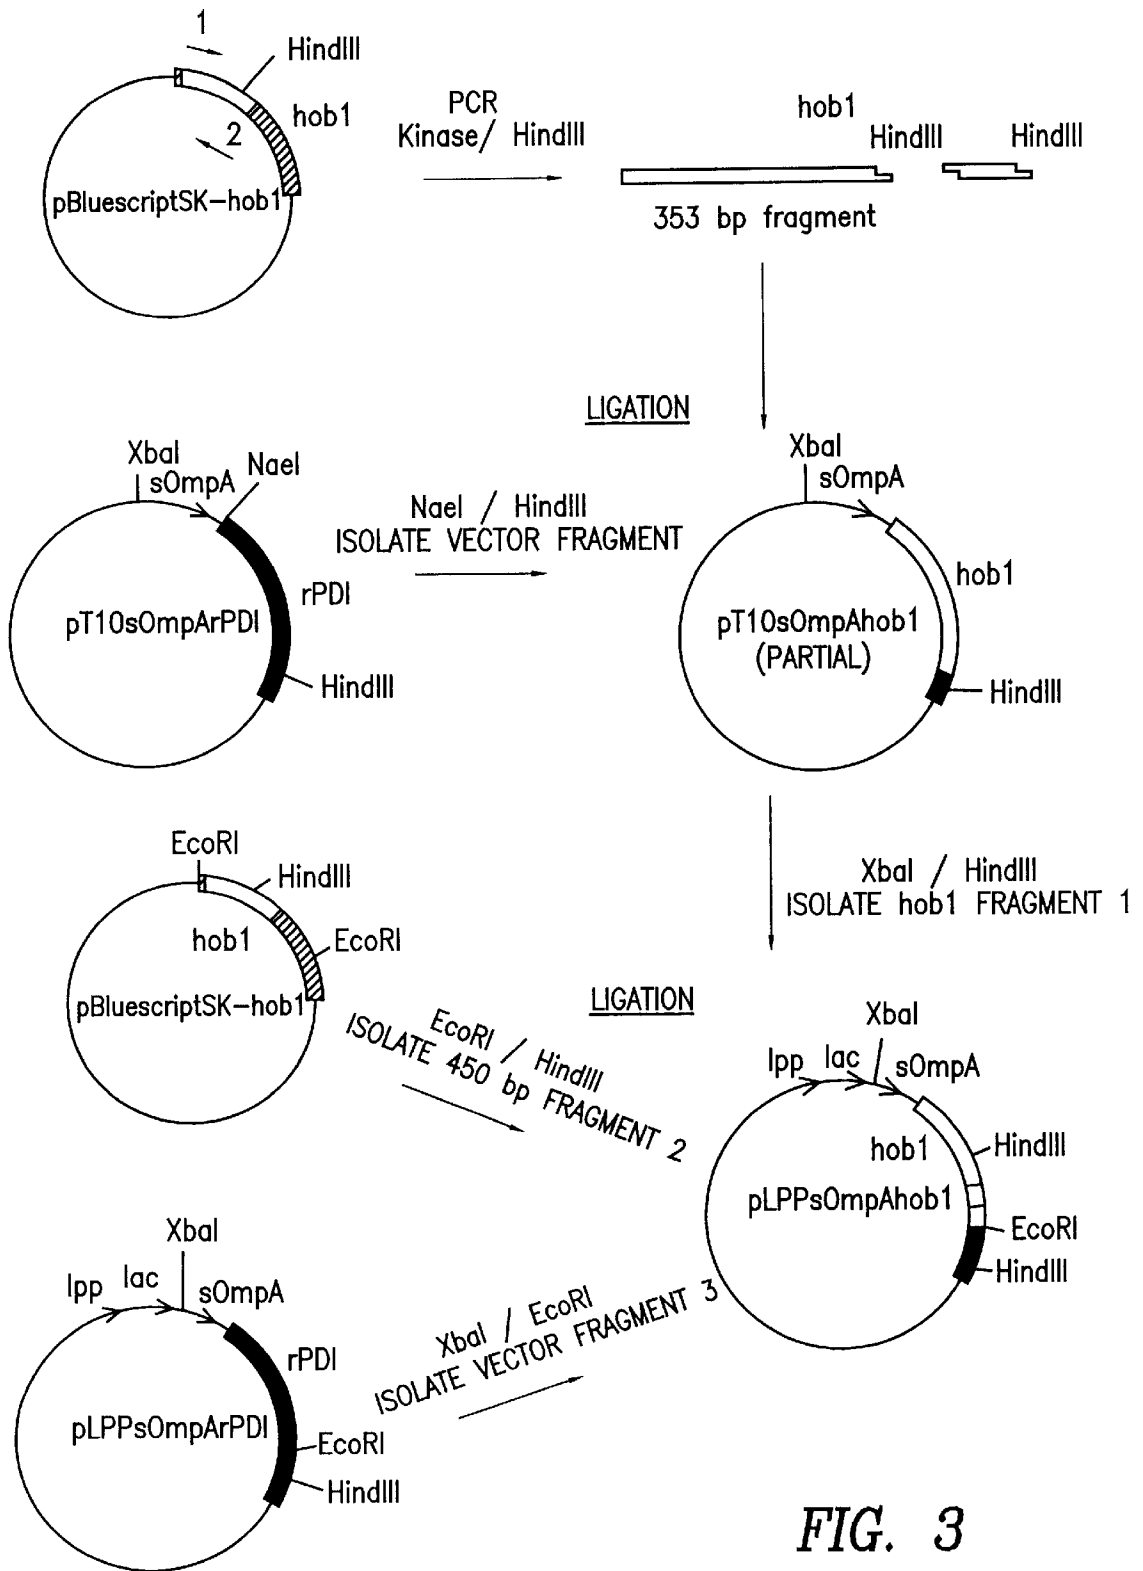 1
HindIII
hob1
2
pBluescriptSK-hob1
PCR
Kinase/ HindIII
hob1
HindIII
HindIII
353 bp fragment
LIGATION
XbaI
sOmpA
NaeI
rPDI
pT10sOmpArPDI
HindIII
NaeI / HindIII
ISOLATE VECTOR FRAGMENT
XbaI
sOmpA
hob1
pT10sOmpAhob1
(PARTIAL)
HindIII
XbaI / HindIII
ISOLATE hob1 FRAGMENT 1
EcoRI
HindIII
hob1
EcoRI
pBluescriptSK-hob1
EcoRI / HindIII
ISOLATE 450 bp FRAGMENT 2
LIGATION
XbaI
lpp
lac
sOmpA
hob1
HindIII
pLPPsOmpAhob1
EcoRI
HindIII
XbaI
lpp
lac
sOmpA
rPDI
pLPPsOmpArPDI
EcoRI
HindIII
XbaI / EcoRI
ISOLATE VECTOR FRAGMENT 3
FIG. 3